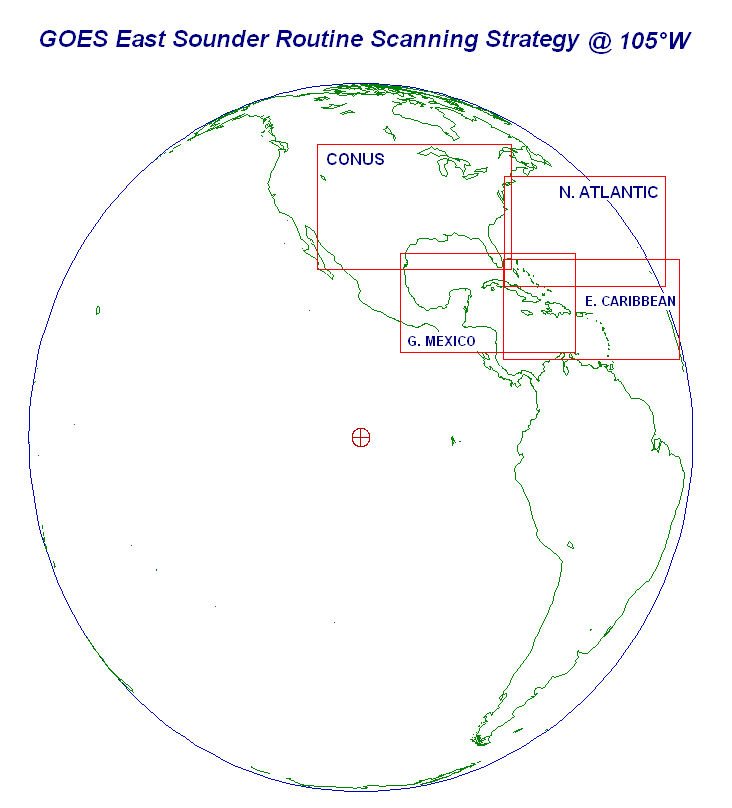 GOES East Sounder Routine Scanning Strategy @ 105°W
CONUS
N. ATLANTIC
E. CARIBBEAN
G. MEXICO